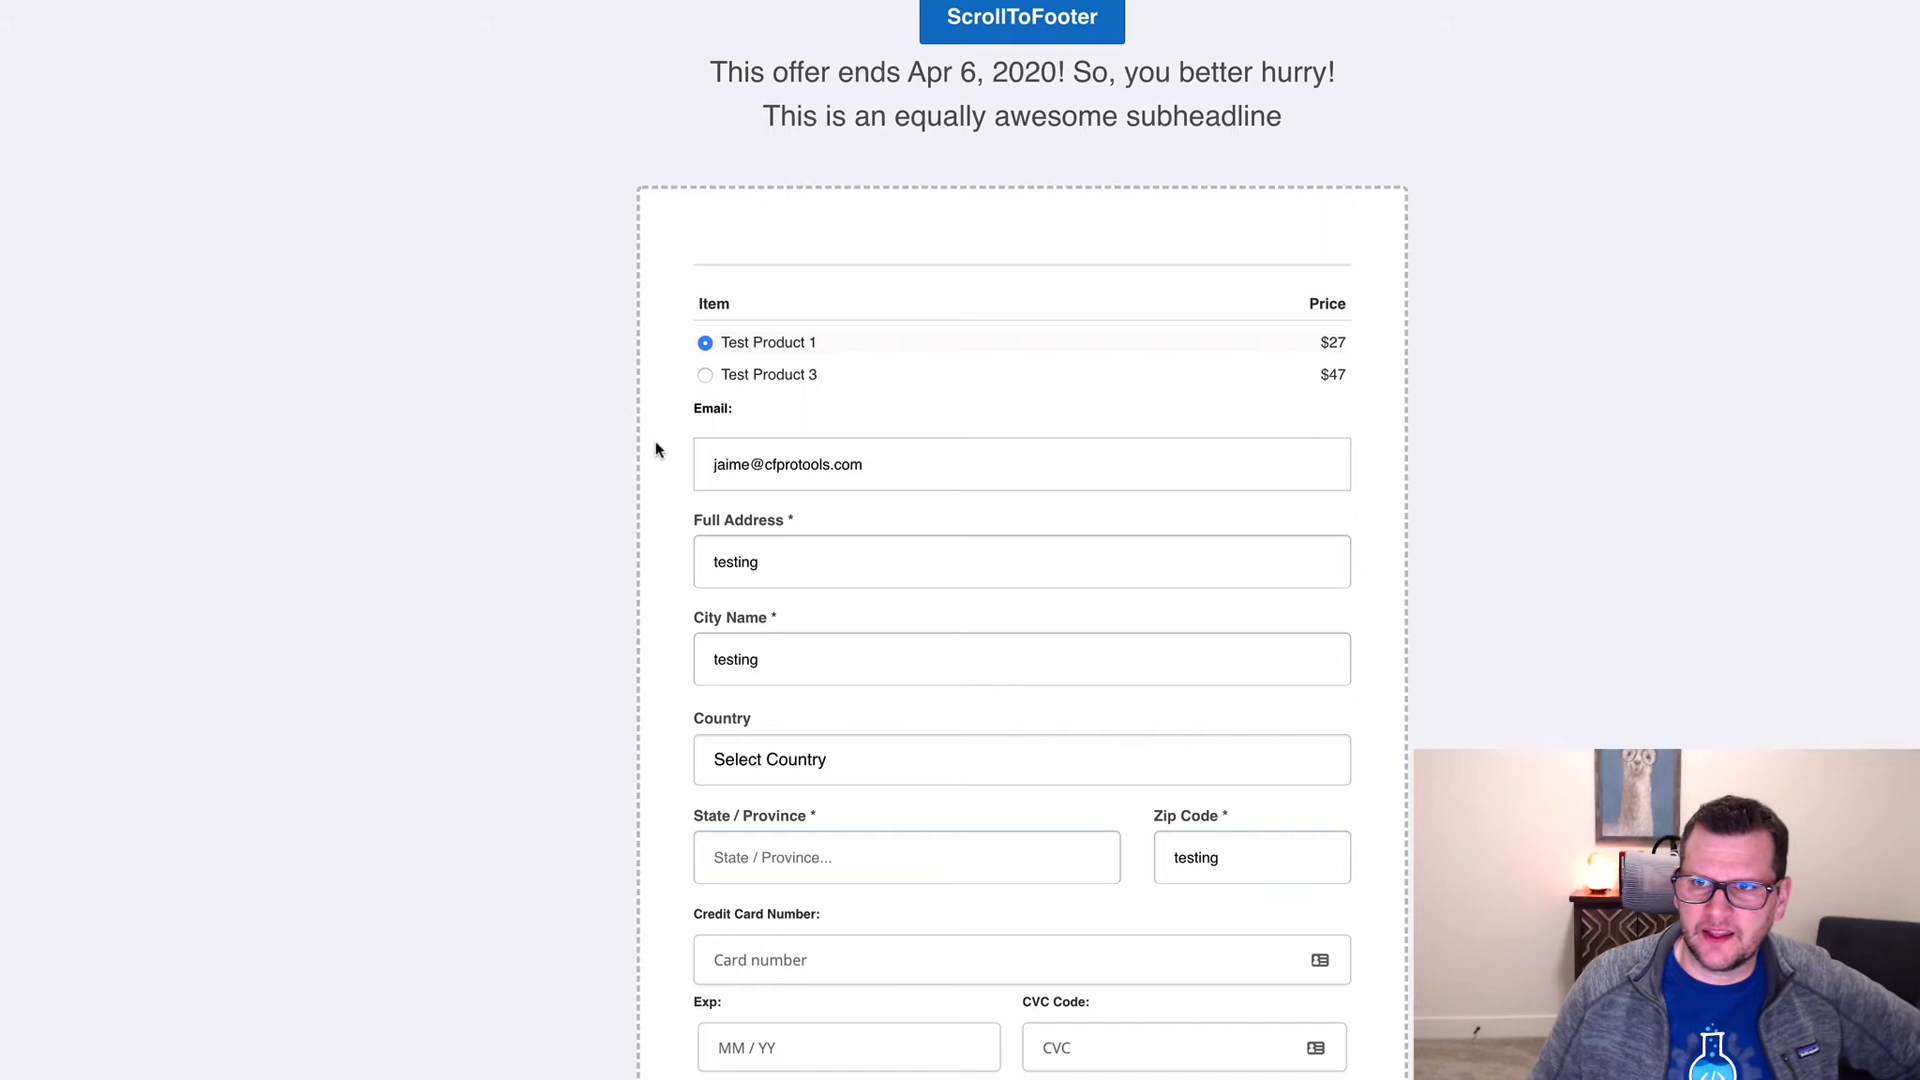 ScrollToFooter
This offer ends Apr 6, 2020! So, you better hurry!
This is an equally awesome subheadline
Item Price
Test Product 1 $27
Test Product 3 $47
Email:
jaime@cfprotools.com
Full Address *
testing
City Name *
testing
Country
Select Country
State / Province * Zip Code *
State / Province... testing
Credit Card Number:
Card number
Exp: CVC Code:
MM / YY CVC